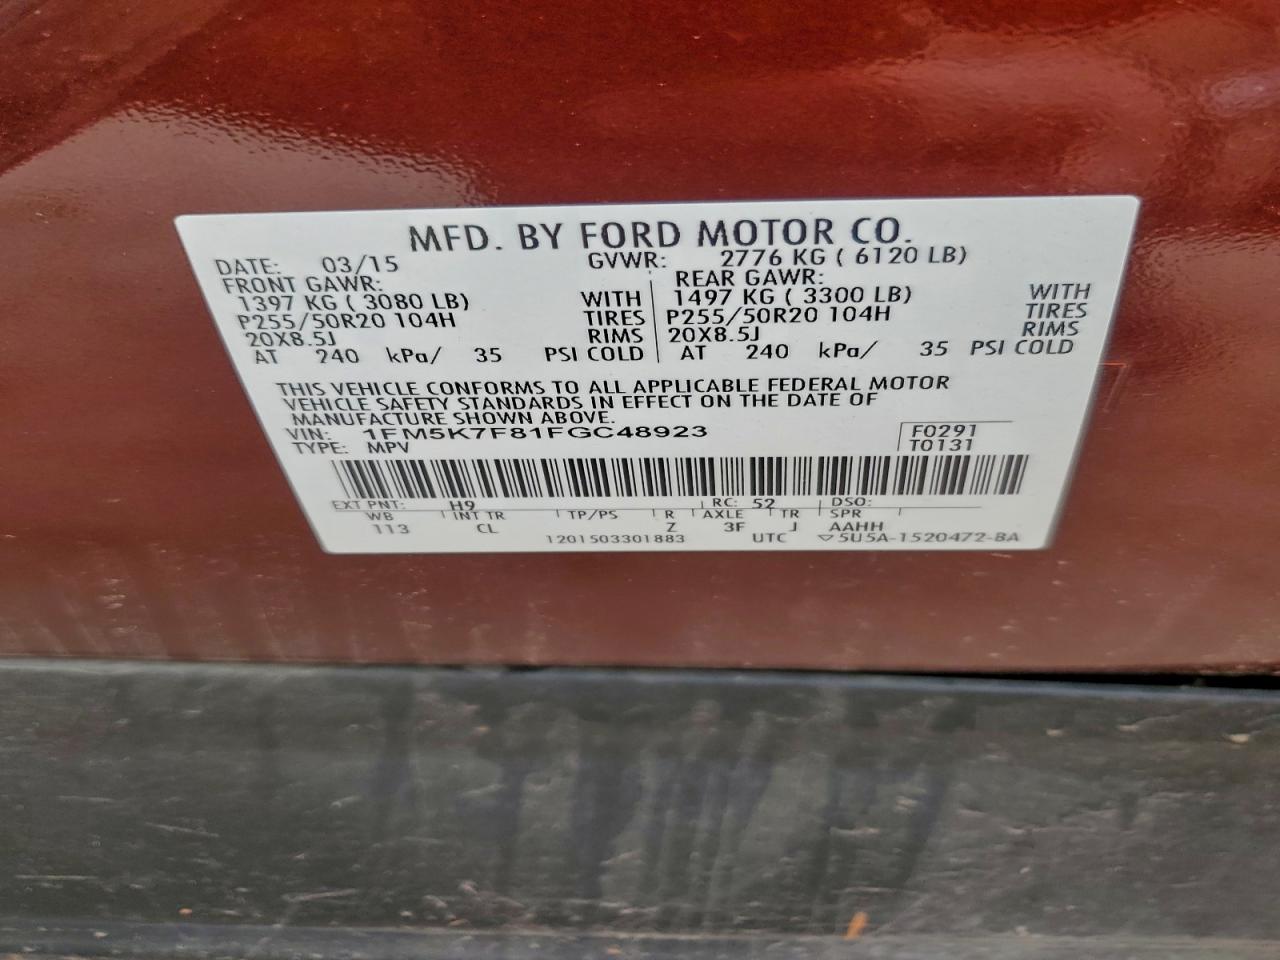 MFD. BY FORD MOTOR CO.
DATE: 03/15 GVWR: 2776 KG ( 6120 LB)
FRONT GAWR: REAR GAWR:
1397 KG ( 3080 LB) WITH 1497 KG ( 3300 LB) WITH
P255/50R20 104H TIRES P255/50R20 104H TIRES
20X8.5J RIMS 20X8.5J RIMS
AT 240 kPa/ 35 PSI COLD AT 240 kPa/ 35 PSI COLD
THIS VEHICLE CONFORMS TO ALL APPLICABLE FEDERAL MOTOR
VEHICLE SAFETY STANDARDS IN EFFECT ON THE DATE OF
MANUFACTURE SHOWN ABOVE.
VIN: 1FM5K7F81FGC48923 F0291
TYPE: MPV T0131
EXT PNT: H9 RC: 52 DSO:
WB INT TR TP/PS R AXLE TR SPR
113 CL Z 3F J AAHH
1201503301883 UTC ▽5U5A-1520472-BA